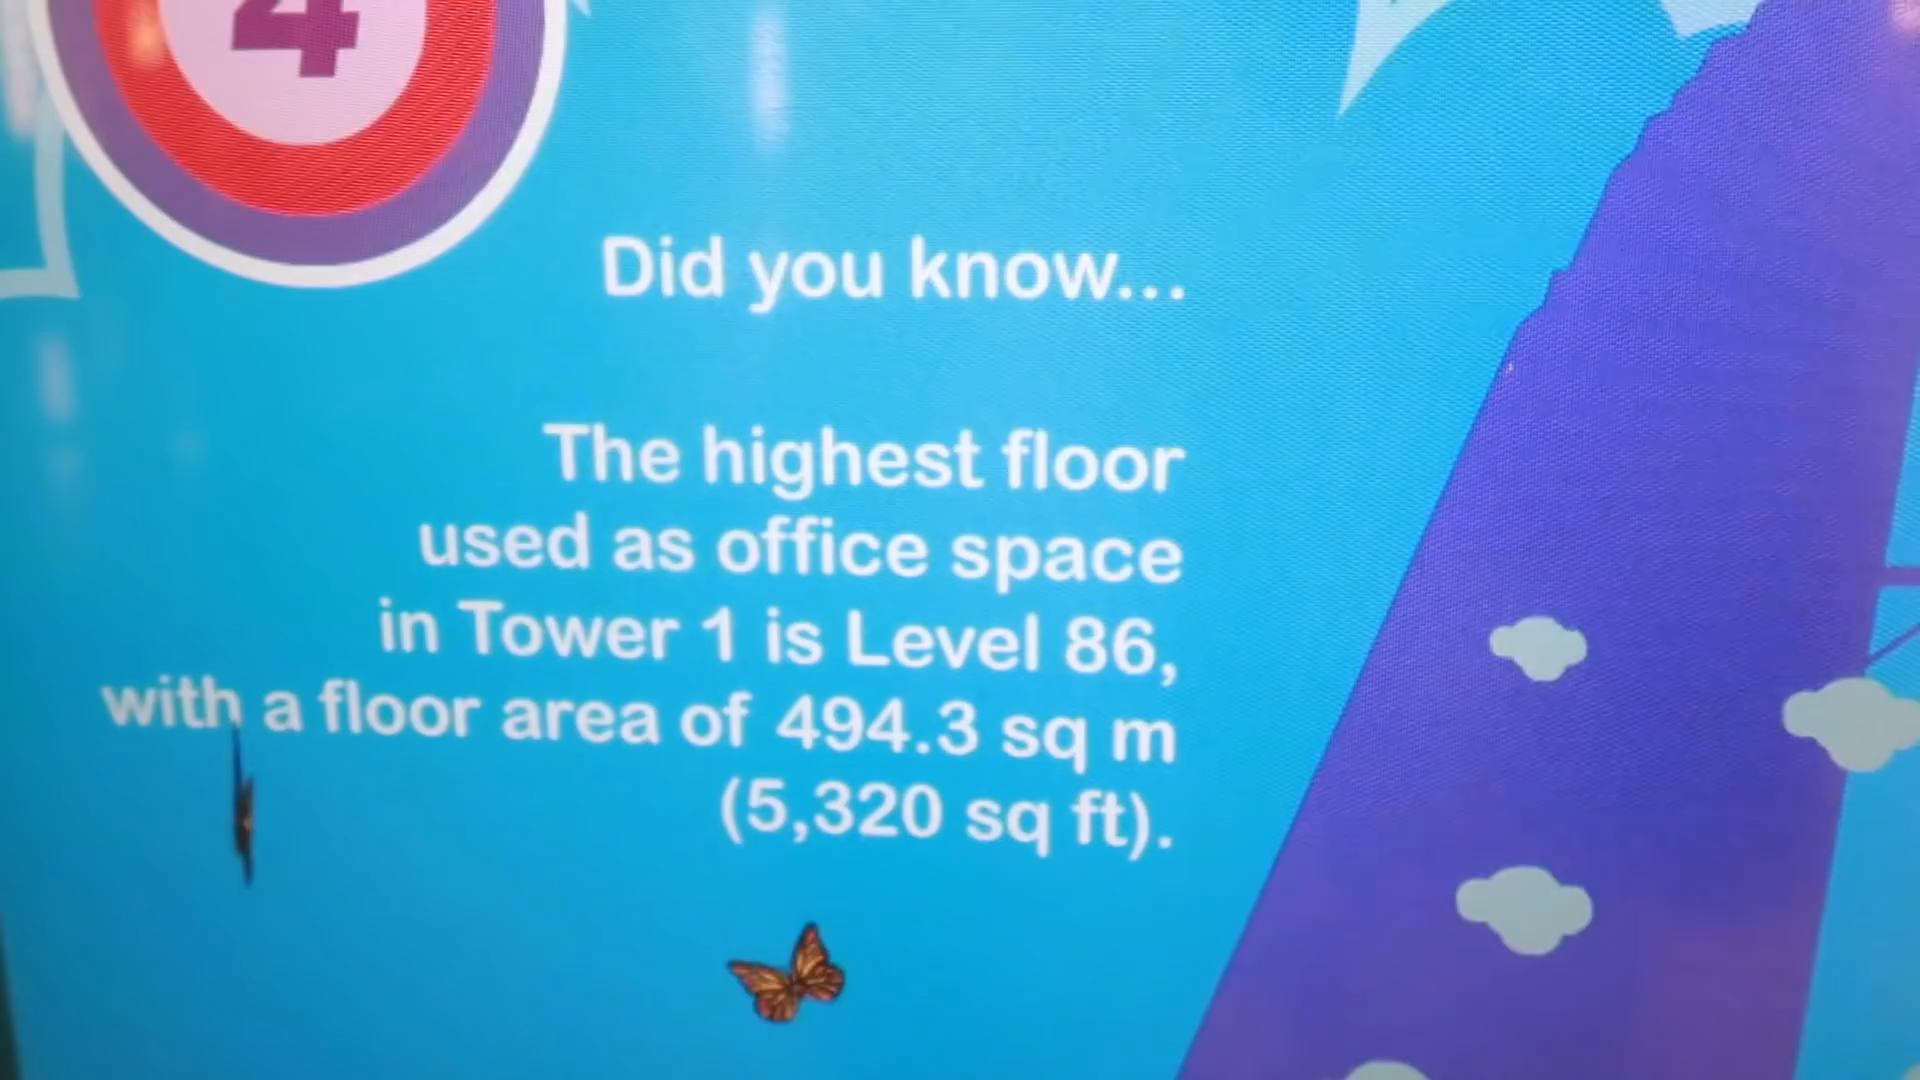 4
Did you know...
The highest floor
used as office space
in Tower 1 is Level 86,
with a floor area of 494.3 sq m
(5,320 sq ft).